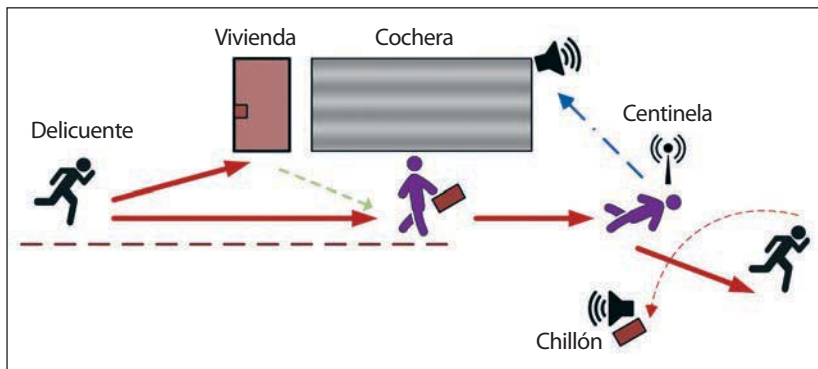 Vivienda
Cochera
Centinela
Delicuente
Chillón